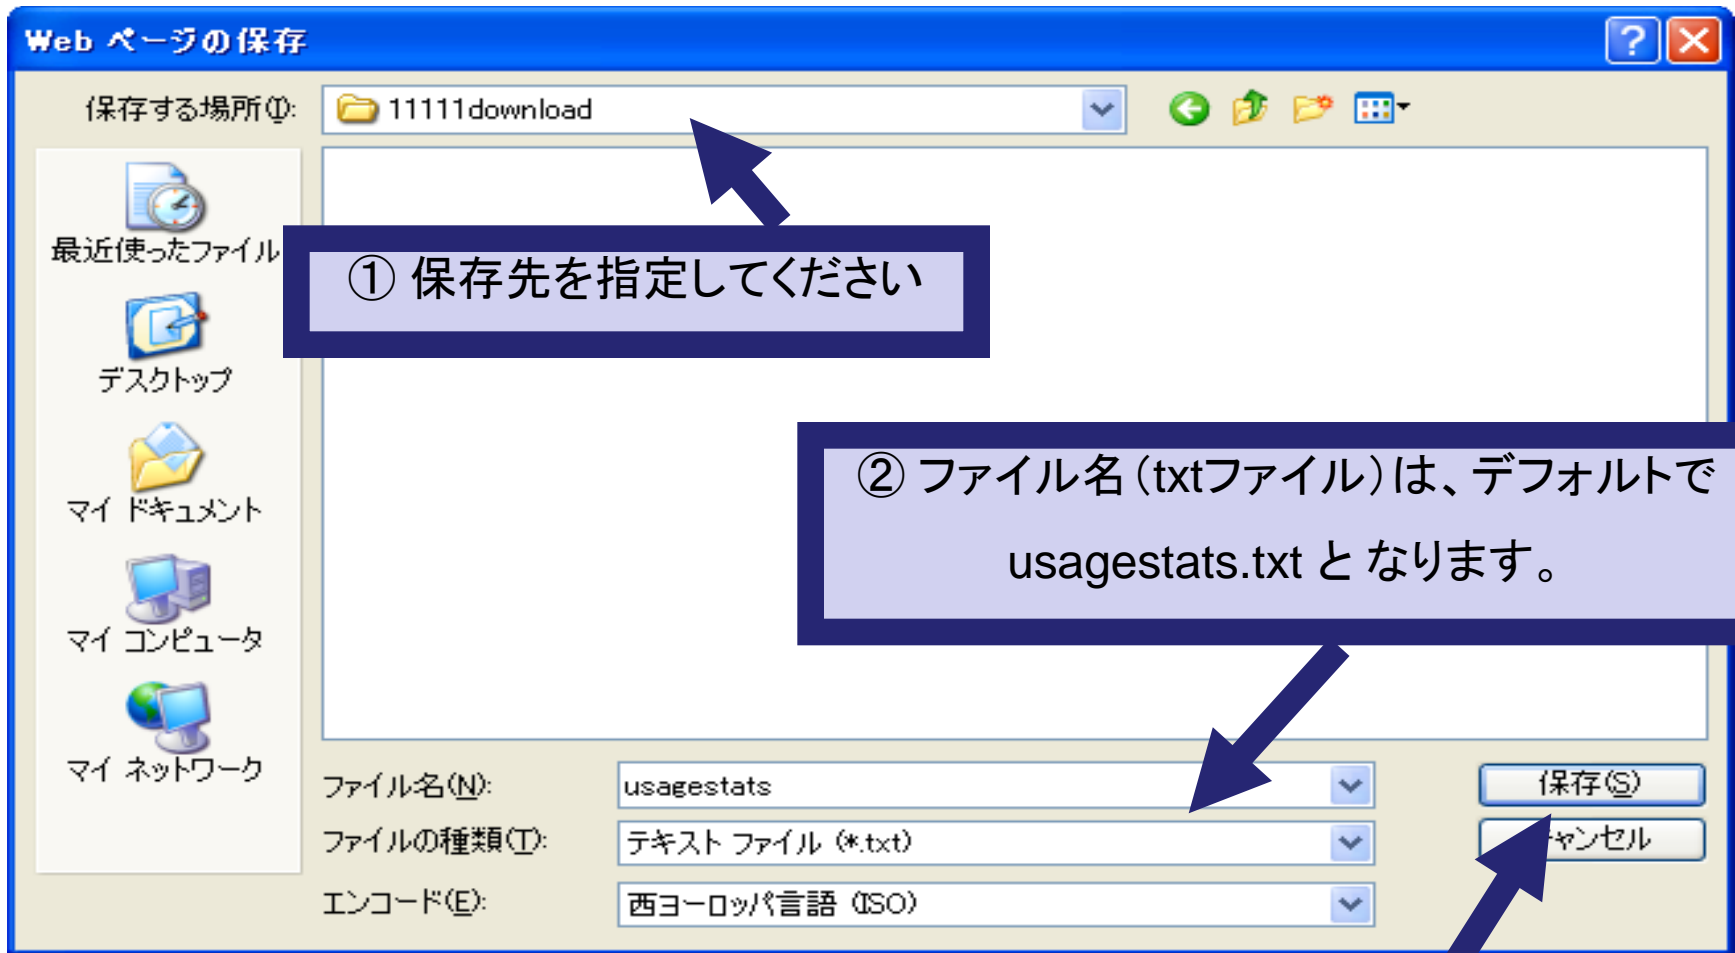 Web ページの保存
保存する場所(I):
11111download
最近使ったファイル
① 保存先を指定してください
デスクトップ
マイ ドキュメント
② ファイル名(txtファイル)は、デフォルトで
usagestats.txt と なります。
マイ コンピュータ
マイ ネットワーク
ファイル名(N):
usagestats
保存(S)
ファイルの種類(T):
テキスト ファイル (*.txt)
キャンセル
エンコード(E):
西ヨーロッパ言語 (ISO)